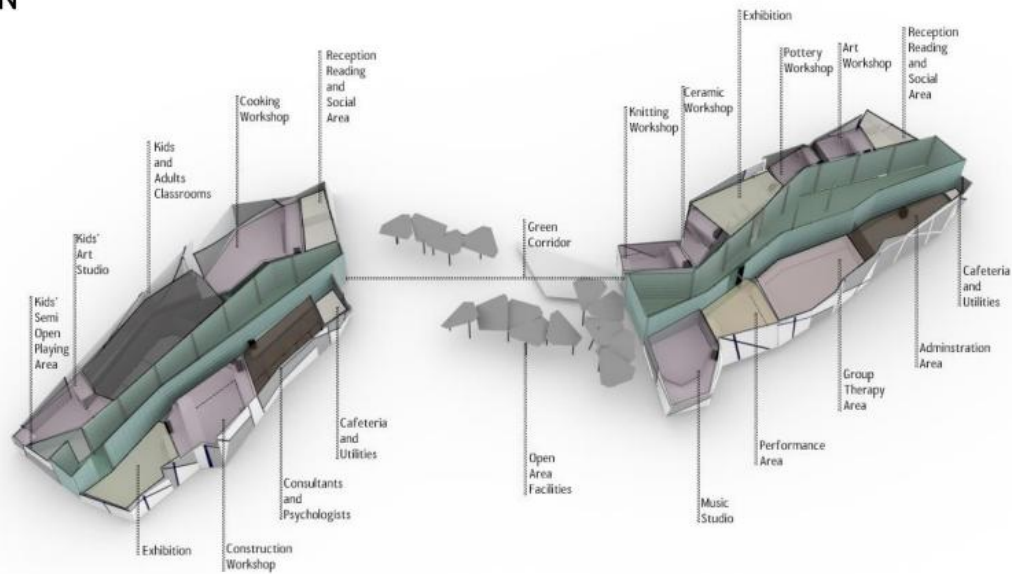 N
Exhibition
Reception
Reading
and
Social
Area
Pottery
Workshop
Art
Workshop
Reception
Reading
and
Social
Area
Cooking
Workshop
Ceramic
Workshop
Knitting
Workshop
Kids
and
Adults
Classrooms
Kids'
Art
Studio
Green
Corridor
Kids'
Semi
Open
Playing
Area
Cafeteria
and
Utilities
Adminstration
Area
Group
Therapy
Area
Cafeteria
and
Utilities
Performance
Area
Open
Area
Facilities
Consultants
and
Psychologists
Music
Studio
Exhibition
Construction
Workshop